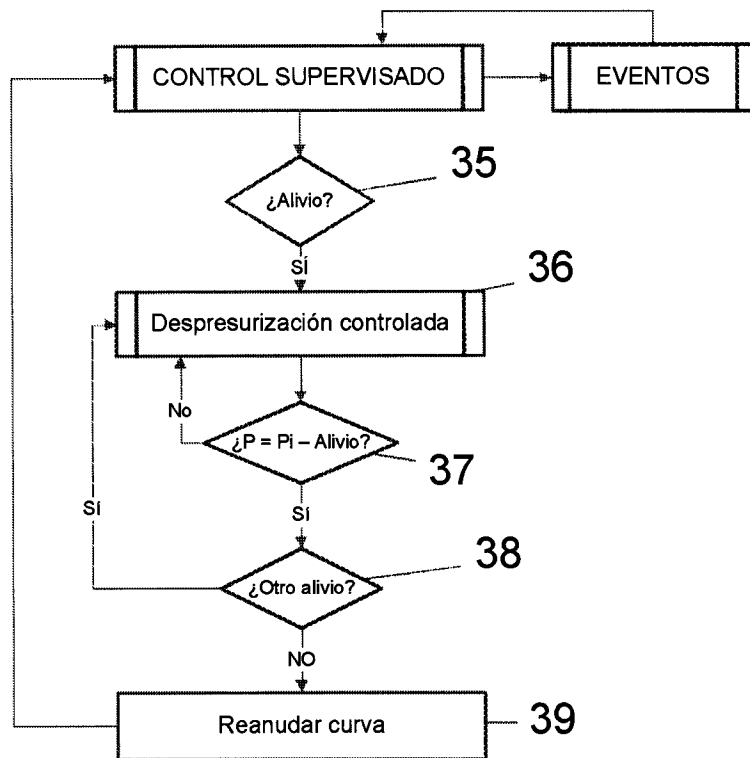 CONTROL SUPERVISADO
EVENTOS
35
¿Alivio?
SÍ
36
Despresurización controlada
No
¿P = Pi – Alivio?
37
Sí
Sí
38
¿Otro alivio?
NO
Reanudar curva
39